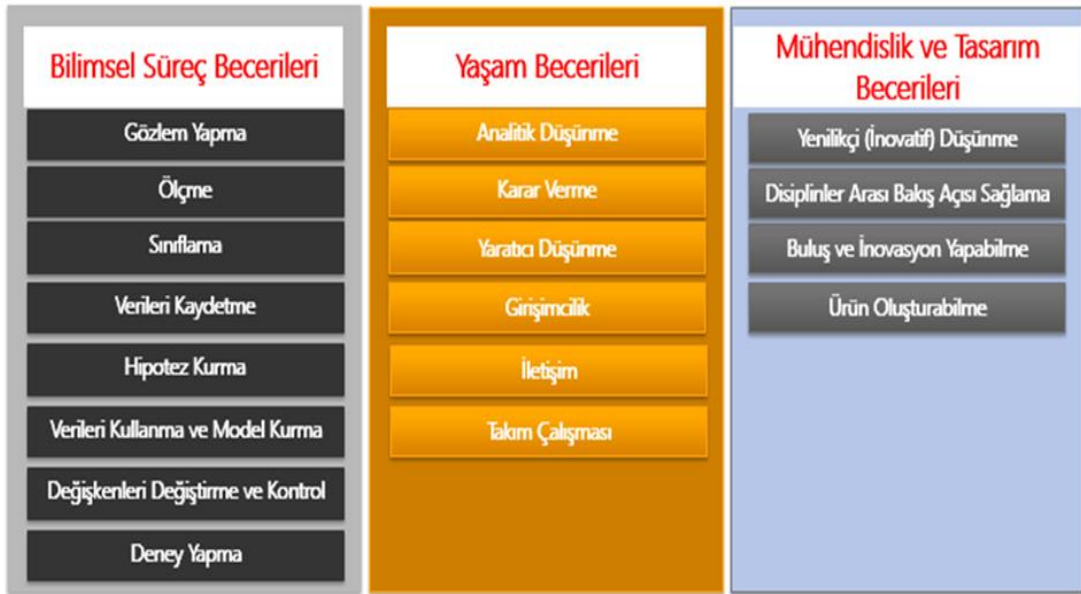 Bilimsel Süreç Becerileri
Gözlem Yapma
Ölçme
Sınıflama
Verileri Kaydetme
Hipotez Kurma
Verileri Kullanma ve Model Kurma
Değişkenleri Değiştirme ve Kontrol
Deney Yapma
Yaşam Becerileri
Analitik Düşünme
Karar Verme
Yaratıcı Düşünme
Girişimcilik
İletişim
Takım Çalışması
Mühendislik ve Tasarım
Becerileri
Yenilikçi (İnovatif) Düşünme
Disiplinler Arası Bakış Açısı Sağlama
Buluş ve İnovasyon Yapabilme
Ürün Oluşturabilme